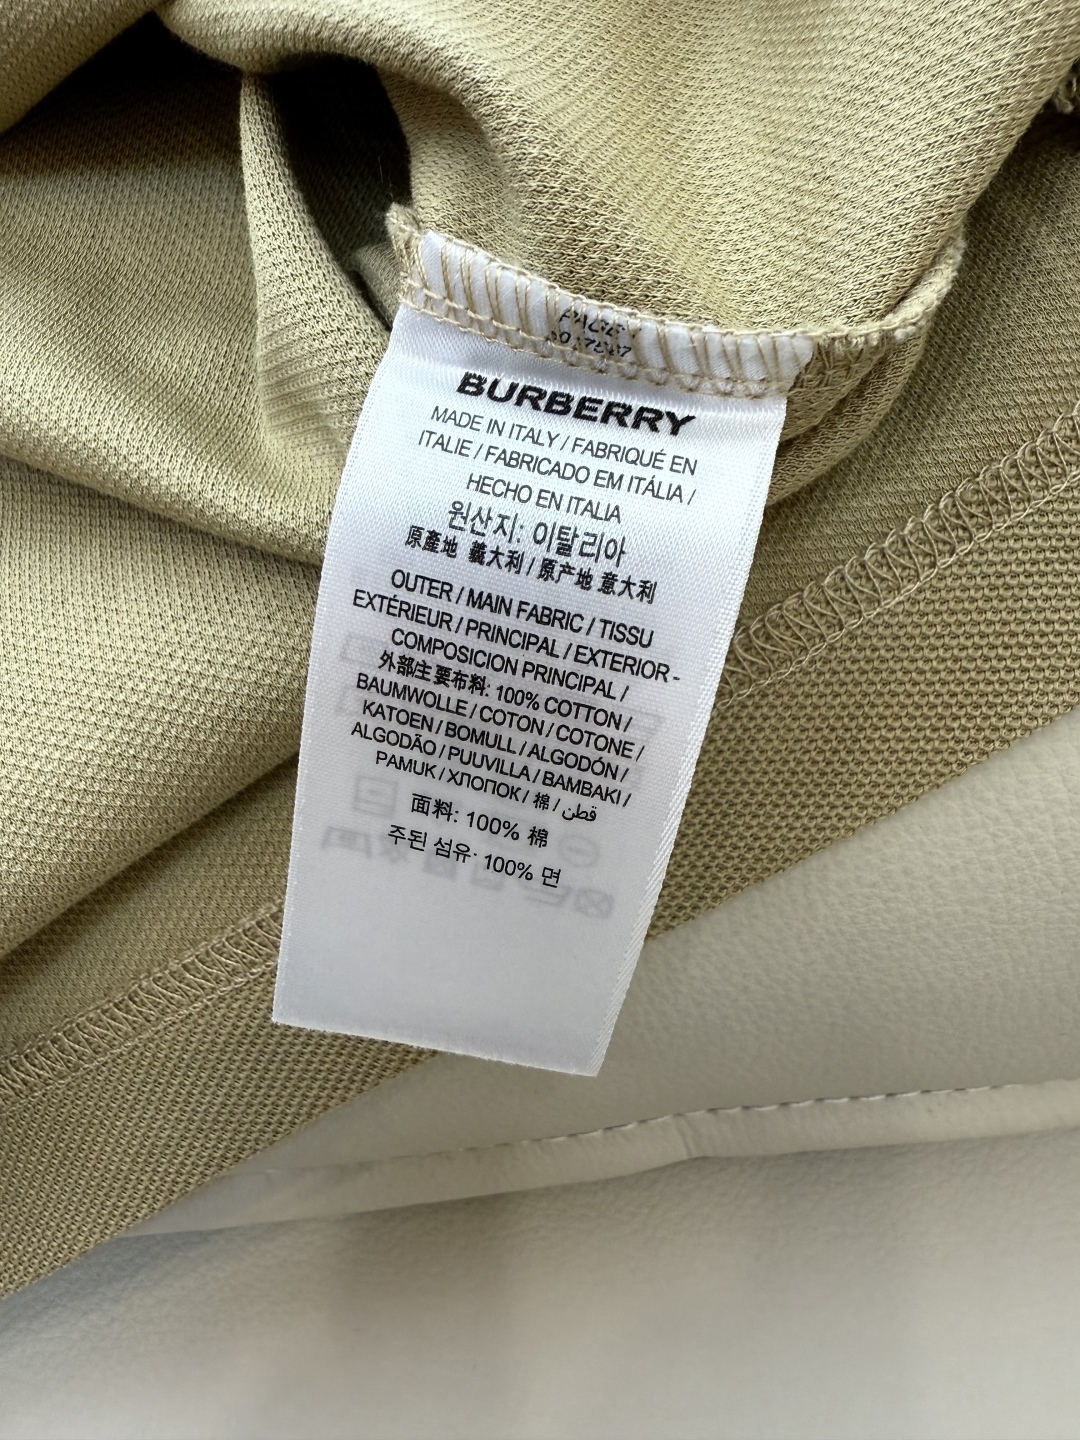 BURBERRY
MADE IN ITALY / FABRIQUÉ EN
ITALIE / FABRICADO EM ITÁLIA /
HECHO EN ITALIA
원산지: 이탈리아
原產地 義大利 / 原产地 意大利
OUTER / MAIN FABRIC / TISSU
EXTÉRIEUR / PRINCIPAL / EXTERIOR -
COMPOSICION PRINCIPAL /
外部主要布料: 100% COTTON /
BAUMWOLLE / COTON / COTONE /
KATOEN / BOMULL / ALGODÓN /
ALGODÃO / PUUVILLA / BAMBAKI /
PAMUK / ХЛОПОК / 棉 / قطن
面料: 100% 棉
주된 섬유: 100% 면